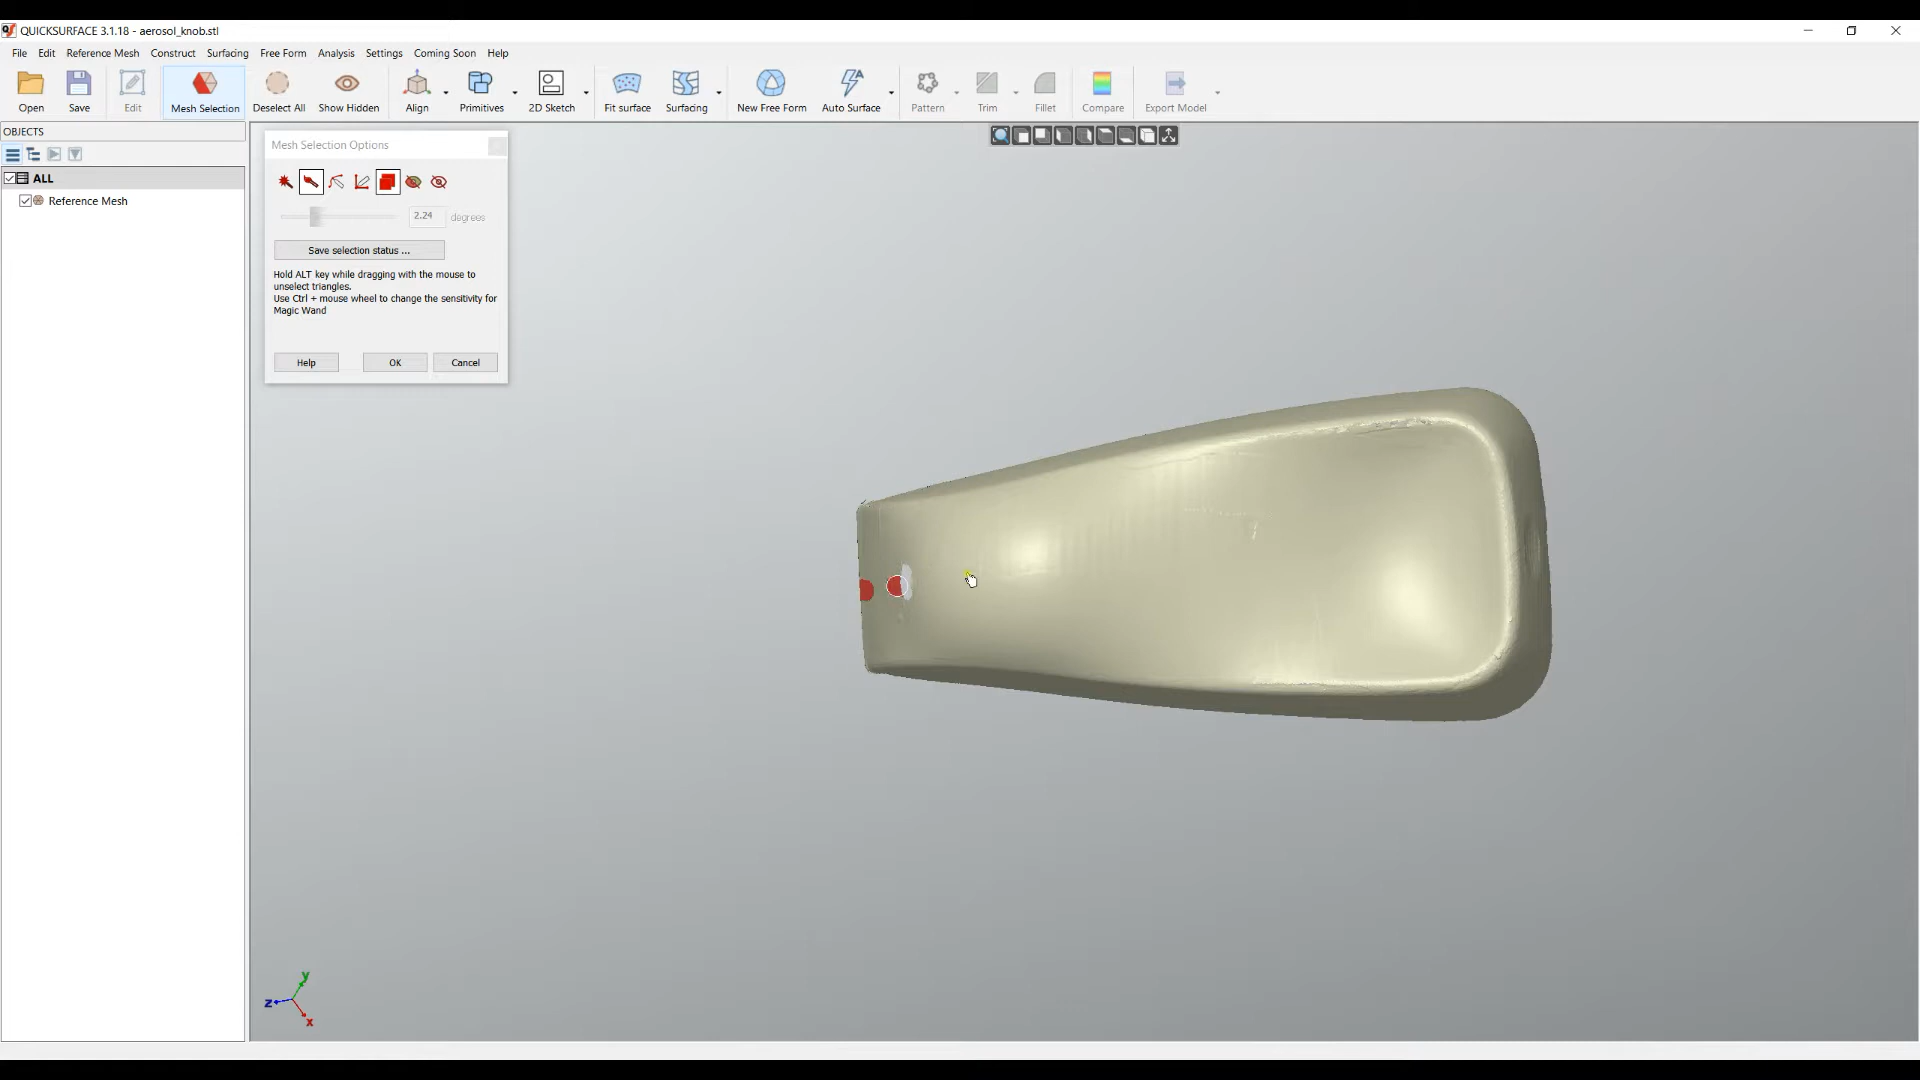 QUICKSURFACE 3.1.18 - aerosol_knob.stl
File Edit Reference Mesh Construct Surfacing Free Form Analysis Settings Coming Soon Help
Open Save Edit Mesh Selection Deselect All Show Hidden Align Primitives 2D Sketch Fit surface Surfacing New Free Form Auto Surface Pattern Trim Fillet Compare Export Model
OBJECTS
ALL
Reference Mesh
Mesh Selection Options
2.24 degrees
Save selection status ...
Hold ALT key while dragging with the mouse to
unselect triangles.
Use Ctrl + mouse wheel to change the sensitivity for
Magic Wand
Help OK Cancel
y
z
x